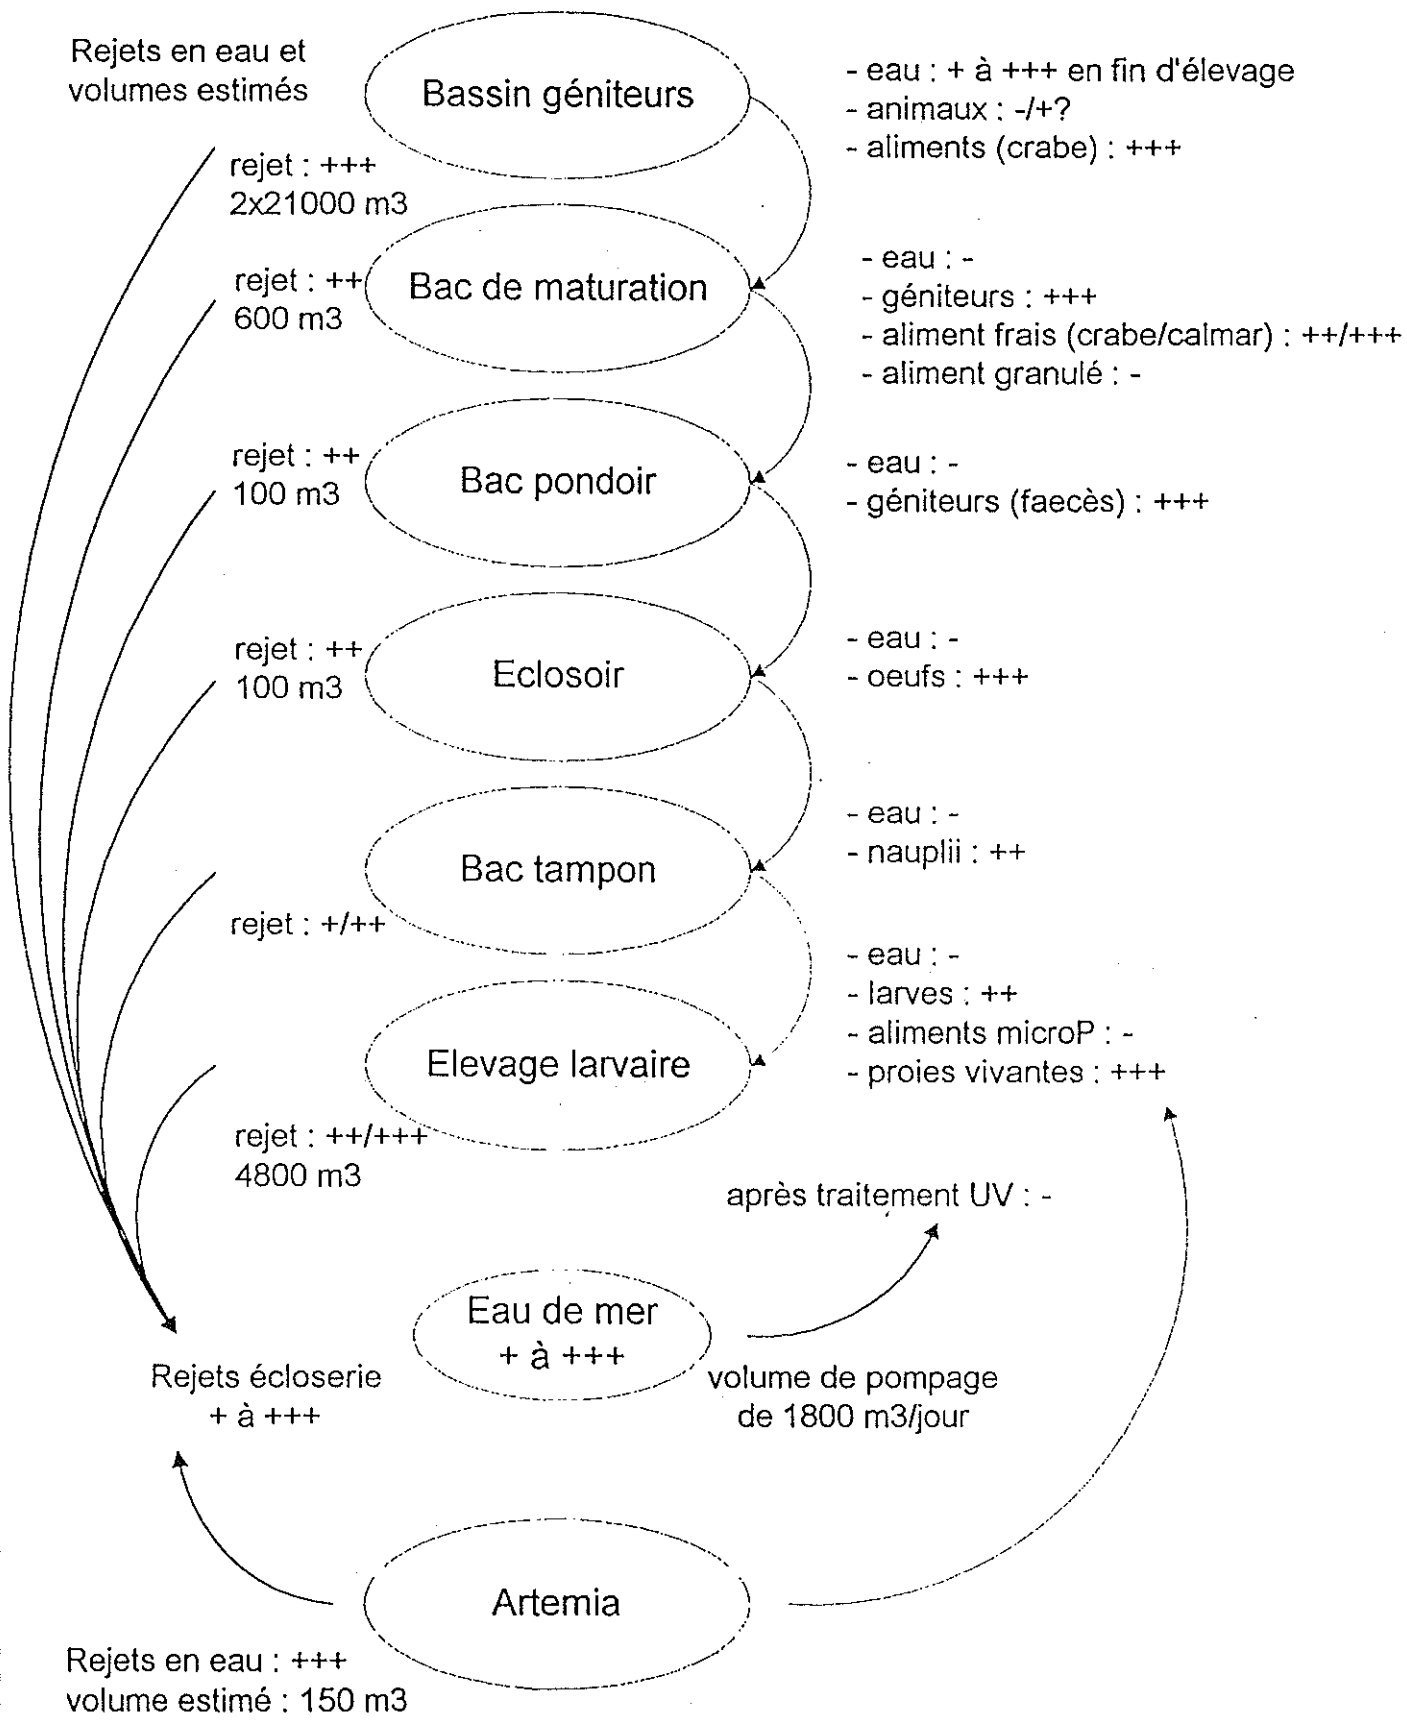 Rejets en eau et
volumes estimés
Bassin géniteurs
- eau : + à +++ en fin d'élevage
- animaux : -/+?
- aliments (crabe) : +++
rejet : +++
2x21000 m3
Bac de maturation
rejet : ++
600 m3
- eau : -
- géniteurs : +++
- aliment frais (crabe/calmar) : ++/+++
- aliment granulé : -
Bac pondoir
rejet : ++
100 m3
- eau : -
- géniteurs (faecès) : +++
Eclosoir
rejet : ++
100 m3
- eau : -
- oeufs : +++
Bac tampon
rejet : +/++
- eau : -
- nauplii : ++
Elevage larvaire
rejet : ++/+++
4800 m3
- eau : -
- larves : ++
- aliments microP : -
- proies vivantes : +++
après traitement UV : -
Eau de mer
+ à +++
volume de pompage
de 1800 m3/jour
Rejets écloserie
+ à +++
Artemia
Rejets en eau : +++
volume estimé : 150 m3